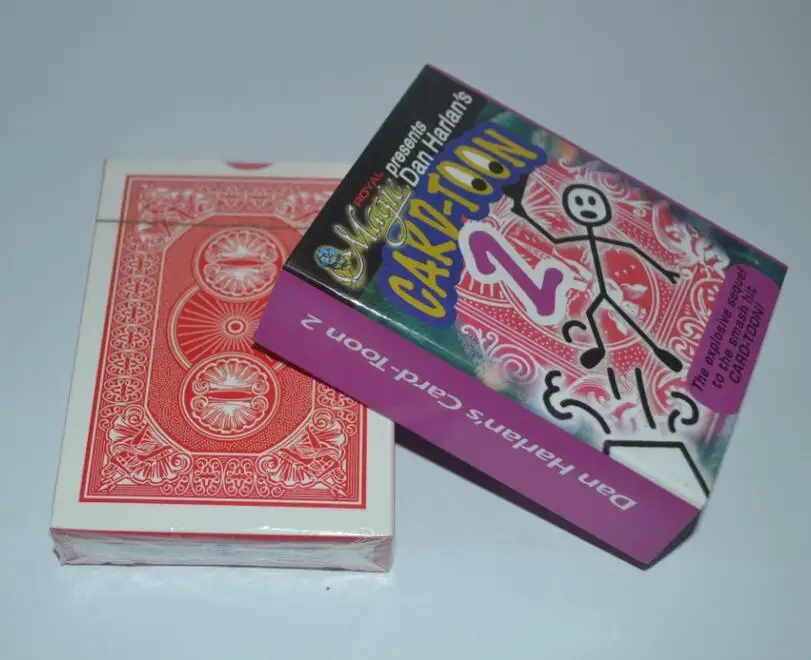 ROYAL
Magic presents
Dan Harlan's
CARD-TOON
2
The explosive sequel
to the smash hit
CARD-TOON!
Dan Harlan's Card-Toon 2